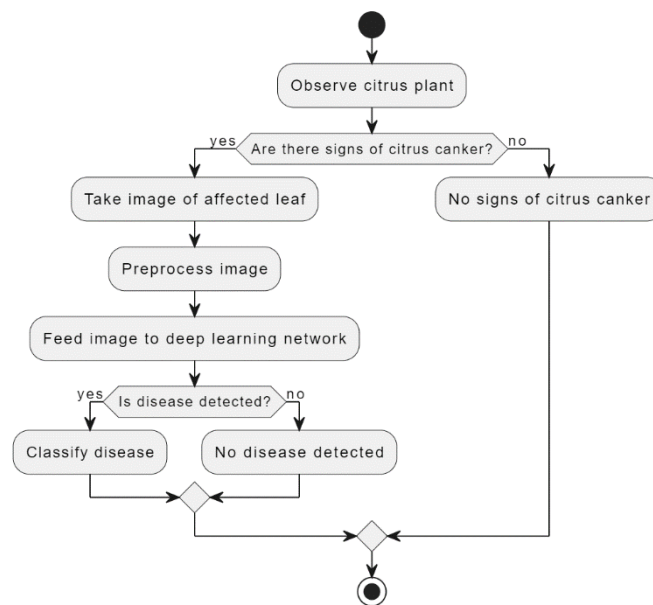 Observe citrus plant
yes
Are there signs of citrus canker?
no
Take image of affected leaf
No signs of citrus canker
Preprocess image
Feed image to deep learning network
yes
Is disease detected?
no
Classify disease
No disease detected